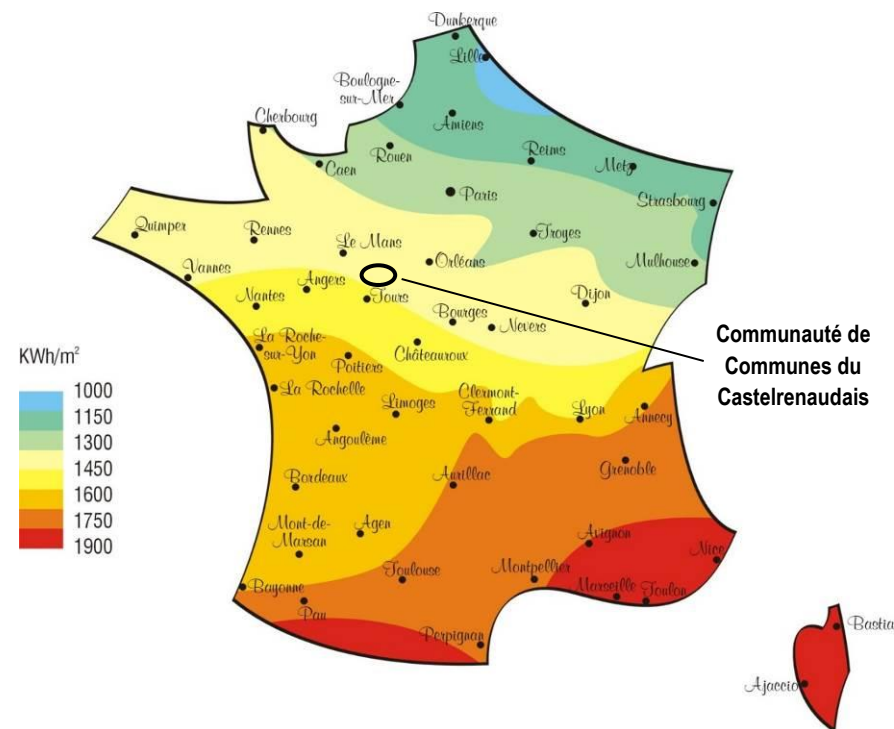 Dunkerque
Lille
Boulogne-
sur-Mer
Cherbourg
Amiens
Rouen
Reims
Caen
Metz
Paris
Strasbourg
Quimper
Rennes
Troyes
Le Mans
Orléans
Mulhouse
Vannes
Angers
Tours
Dijon
Nantes
Bourges
Nevers
Communauté de
Communes du
Castelrenaudais
La Roche-
sur-Yon
Châteauroux
Poitiers
La Rochelle
Clermont-
Ferrand
Limoges
Lyon
Annecy
Angoulême
Grenoble
Bordeaux
Aurillac
Mont-de-
Marsan
Agen
Avignon
Nice
Toulouse
Montpellier
Bayonne
Marseille
Toulon
Pau
Perpignan
Bastia
Ajaccio
KWh/m²
1000
1150
1300
1450
1600
1750
1900